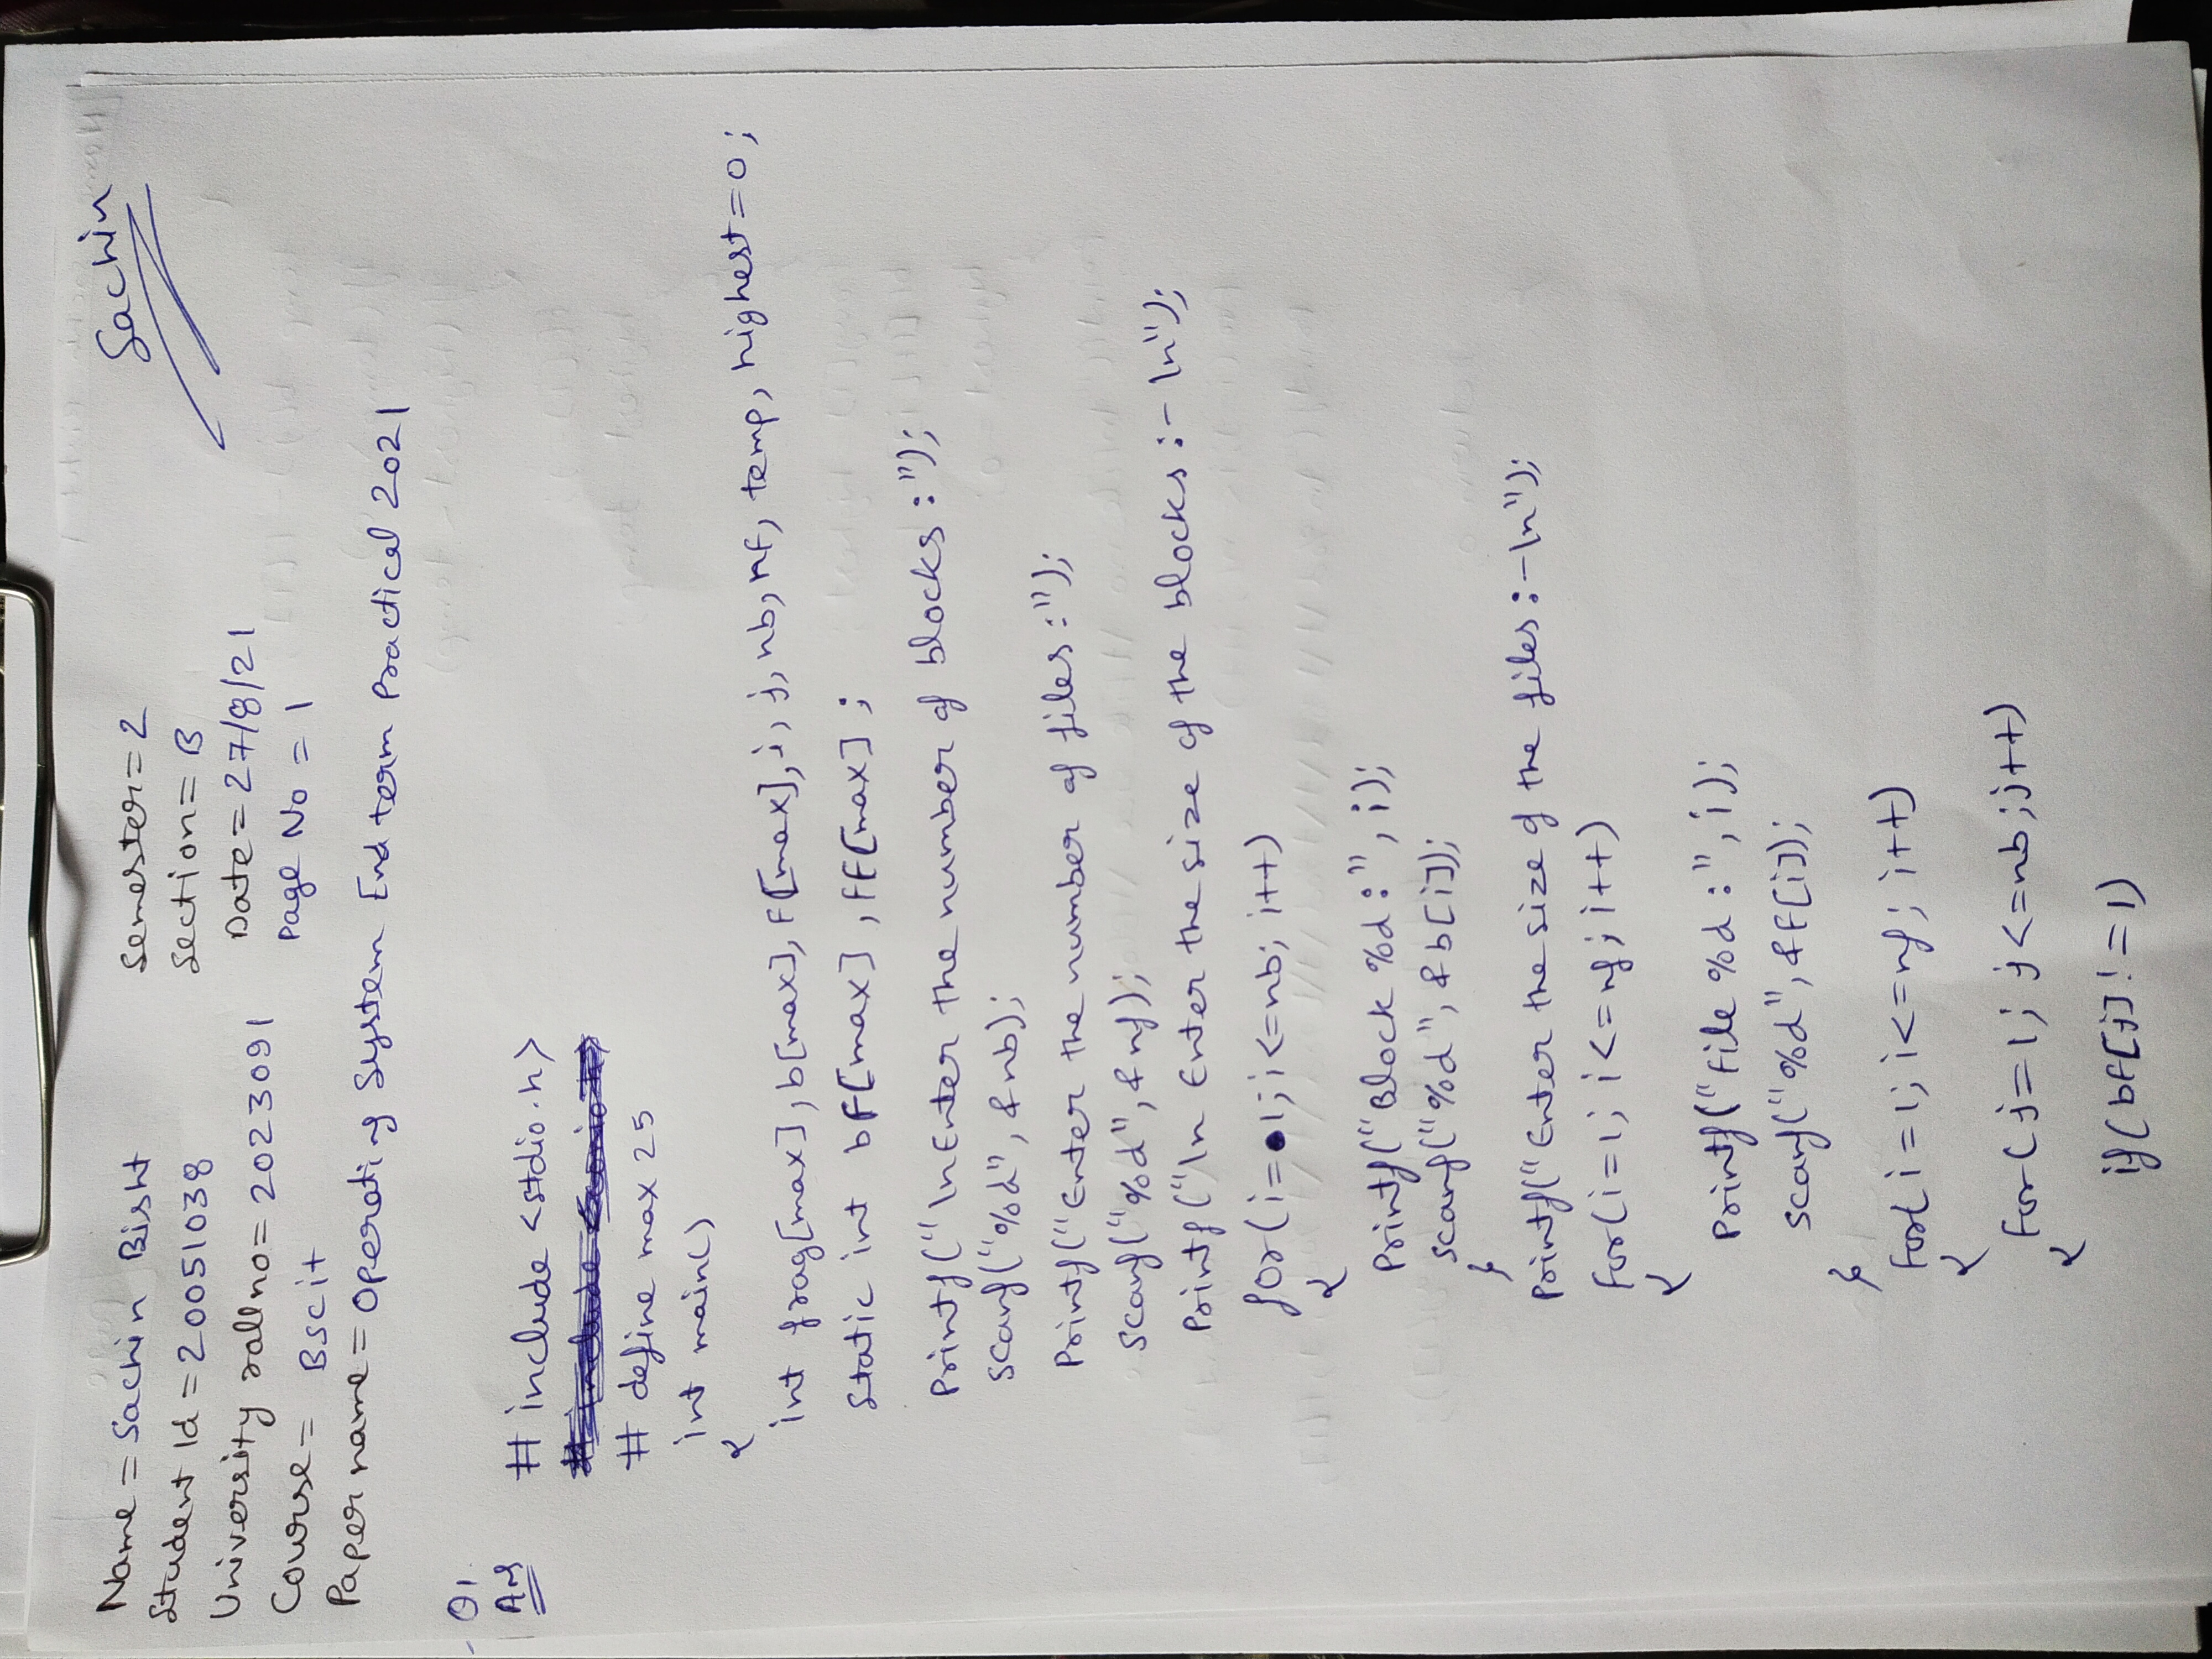 Name = Sachin Bisht
Semester = 2
Sachin
Student Id = 20051038
Section = B
University rollno = 2023091
Date = 27/8/21
Course = Bscit
Page No = 1
Paper name = Operating System End term Practical 2021
Q1.
Ans
# include <stdio.h>
# include <conio.h>
# define max 25
int main()
{
int frag[max], b[max], f[max], i, j, nb, nf, temp, highest=0;
Static int bf[max], ff[max];
Printf("\nEnter the number of blocks :");
Scanf("%d", &nb);
Printf("Enter the number of files :");
Scanf("%d", &nf);
Printf("\n Enter the size of the blocks :- \n");
for(i=1; i<=nb; i++)
{
Printf("Block %d :", i);
Scanf("%d", &b[i]);
}
Printf("Enter the size of the files :-\n");
For(i=1; i<=nf; i++)
{
Printf("File %d :", i);
Scanf("%d", &f[i]);
}
For(i=1; i<=nf; i++)
{
For(j=1; j<=nb; j++)
{
if(bf[j] != 1)